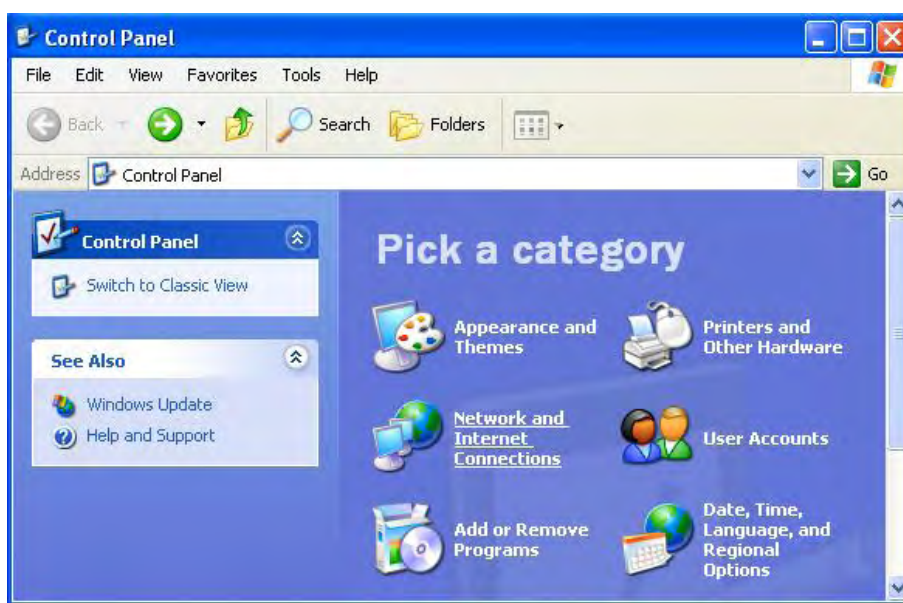 Control Panel
File Edit View Favorites Tools Help
Back Search Folders
Address Control Panel Go
Control Panel
Switch to Classic View
See Also
Windows Update
Help and Support
Pick a category
Appearance and
Themes
Printers and
Other Hardware
Network and
Internet
Connections
User Accounts
Add or Remove
Programs
Date, Time,
Language, and
Regional
Options